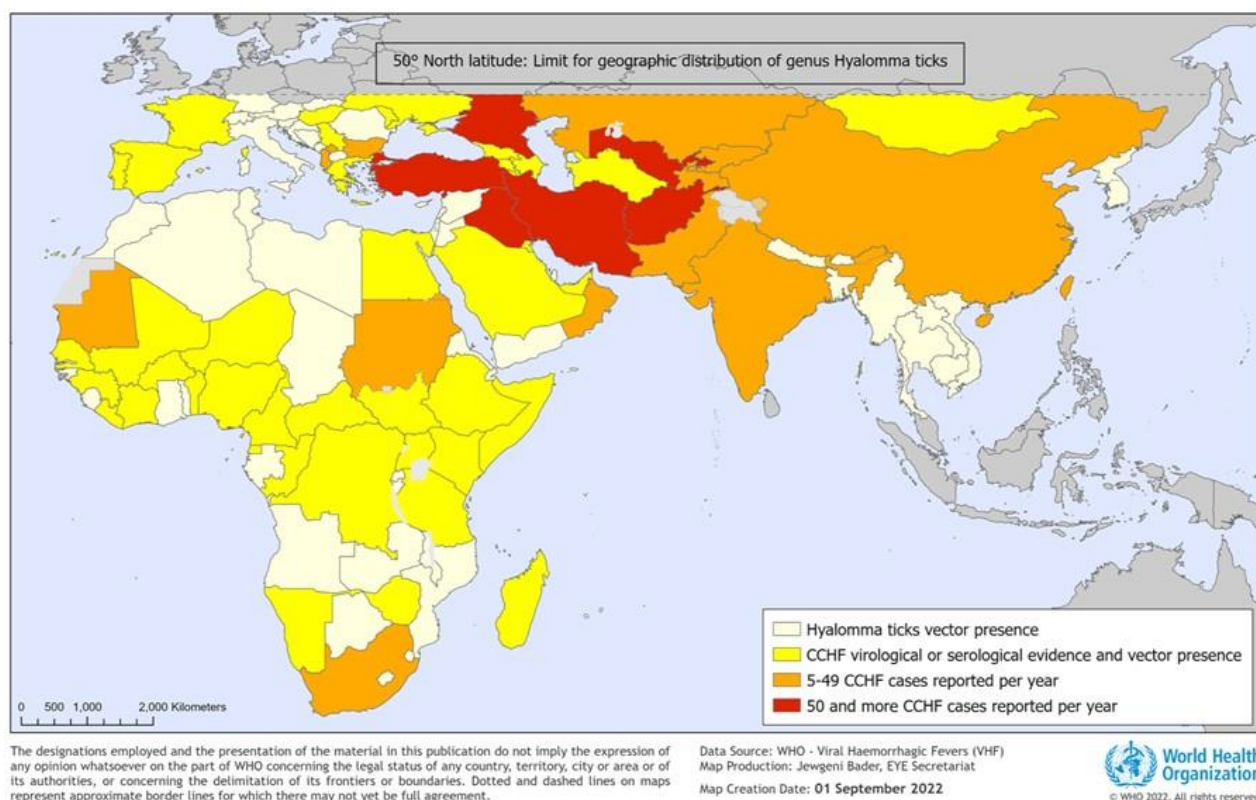 50° North latitude: Limit for geographic distribution of genus Hyalomma ticks
Hyalomma ticks vector presence
CCHF virological or serological evidence and vector presence
5-49 CCHF cases reported per year
50 and more CCHF cases reported per year
0 500 1,000 2,000 Kilometers
The designations employed and the presentation of the material in this publication do not imply the expression of
any opinion whatsoever on the part of WHO concerning the legal status of any country, territory, city or area or of
its authorities, or concerning the delimitation of its frontiers or boundaries. Dotted and dashed lines on maps
represent approximate border lines for which there may not yet be full agreement.
Data Source: WHO - Viral Haemorrhagic Fevers (VHF)
Map Production: Jewgeni Bader, EYE Secretariat
Map Creation Date: 01 September 2022
World Health
Organization
© WHO 2022. All rights reserve